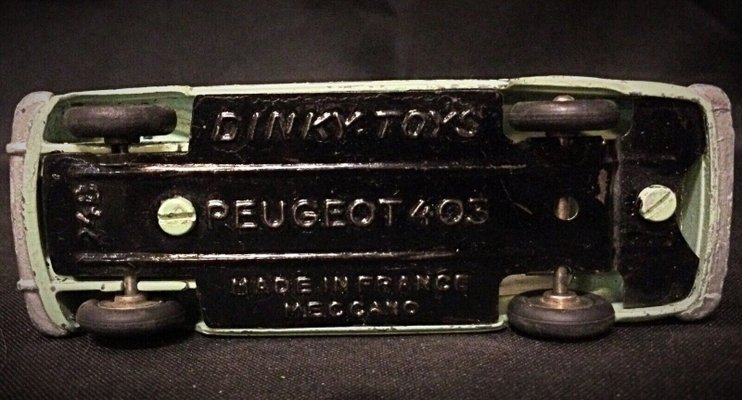 DINKY.TOYS
24B
PEUGEOT 403
MADE IN FRANCE
MECCANO